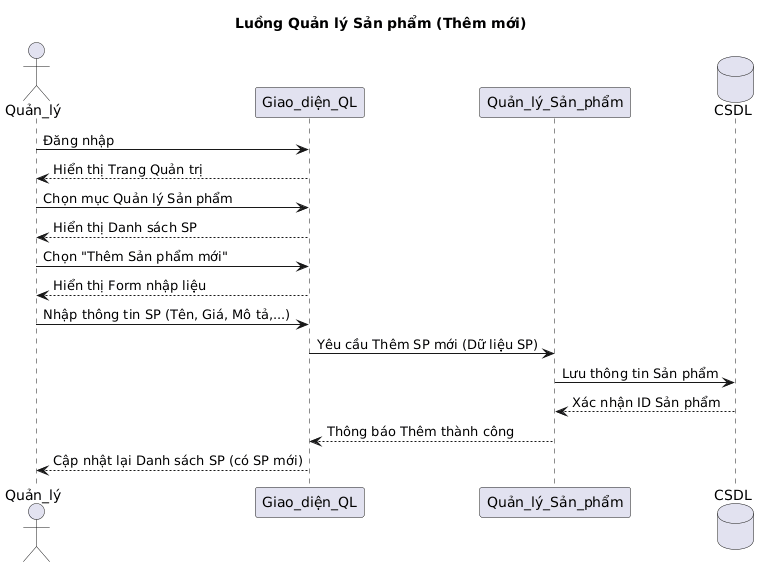 Luồng Quản lý Sản phẩm (Thêm mới)
Quản_lý
Giao_diện_QL
Quản_lý_Sản_phẩm
CSDL
Đăng nhập
Hiển thị Trang Quản trị
Chọn mục Quản lý Sản phẩm
Hiển thị Danh sách SP
Chọn "Thêm Sản phẩm mới"
Hiển thị Form nhập liệu
Nhập thông tin SP (Tên, Giá, Mô tả,...)
Yêu cầu Thêm SP mới (Dữ liệu SP)
Lưu thông tin Sản phẩm
Xác nhận ID Sản phẩm
Thông báo Thêm thành công
Cập nhật lại Danh sách SP (có SP mới)
Quản_lý
Giao_diện_QL
Quản_lý_Sản_phẩm
CSDL